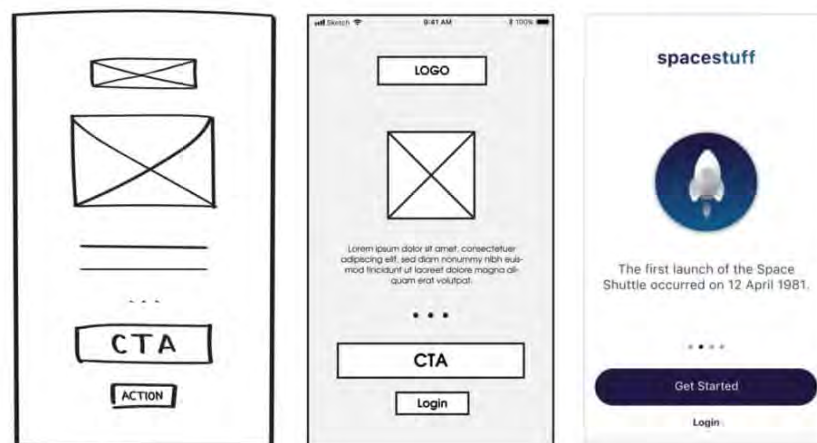 CTA
ACTION
Sketch
9:41 AM
100%
LOGO
Lorem ipsum dolor sit amet, consectetuer
adipiscing elit, sed diam nonummy nibh euis-
mod tincidunt ut laoreet dolore magna ali-
quam erat volutpat.
CTA
Login
spacestuff
The first launch of the Space
Shuttle occurred on 12 April 1981.
Get Started
Login